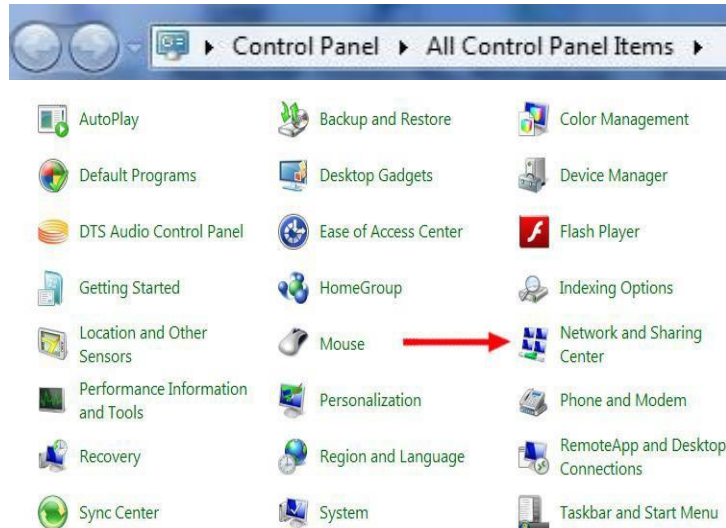 Control Panel All Control Panel Items
AutoPlay Backup and Restore Color Management
Default Programs Desktop Gadgets Device Manager
DTS Audio Control Panel Ease of Access Center Flash Player
Getting Started HomeGroup Indexing Options
Location and Other Sensors Mouse Network and Sharing Center
Performance Information and Tools Personalization Phone and Modem
Recovery Region and Language RemoteApp and Desktop Connections
Sync Center System Taskbar and Start Menu